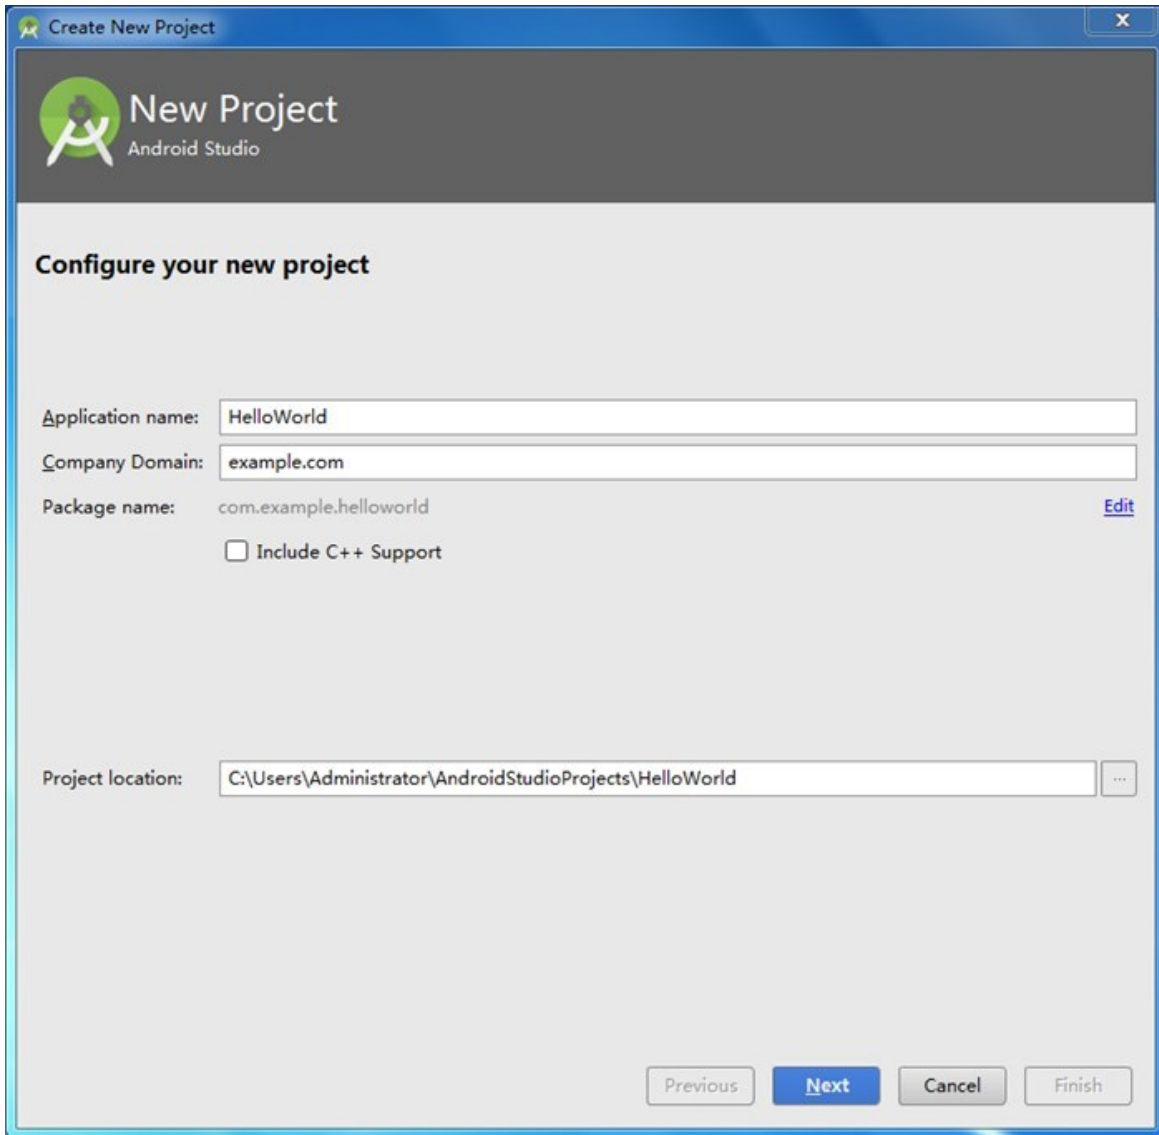 Create New Project
x
New Project
Android Studio
Configure your new project
Application name: HelloWorld
Company Domain: example.com
Package name: com.example.helloworld Edit
Include C++ Support
Project location: C:\Users\Administrator\AndroidStudioProjects\HelloWorld ...
Previous Next Cancel Finish